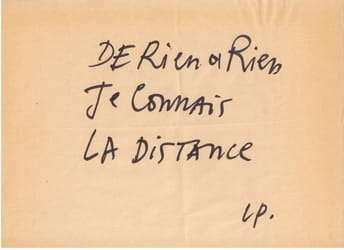 DE Rien à Rien
Je Connais
LA DISTANCE
LP.